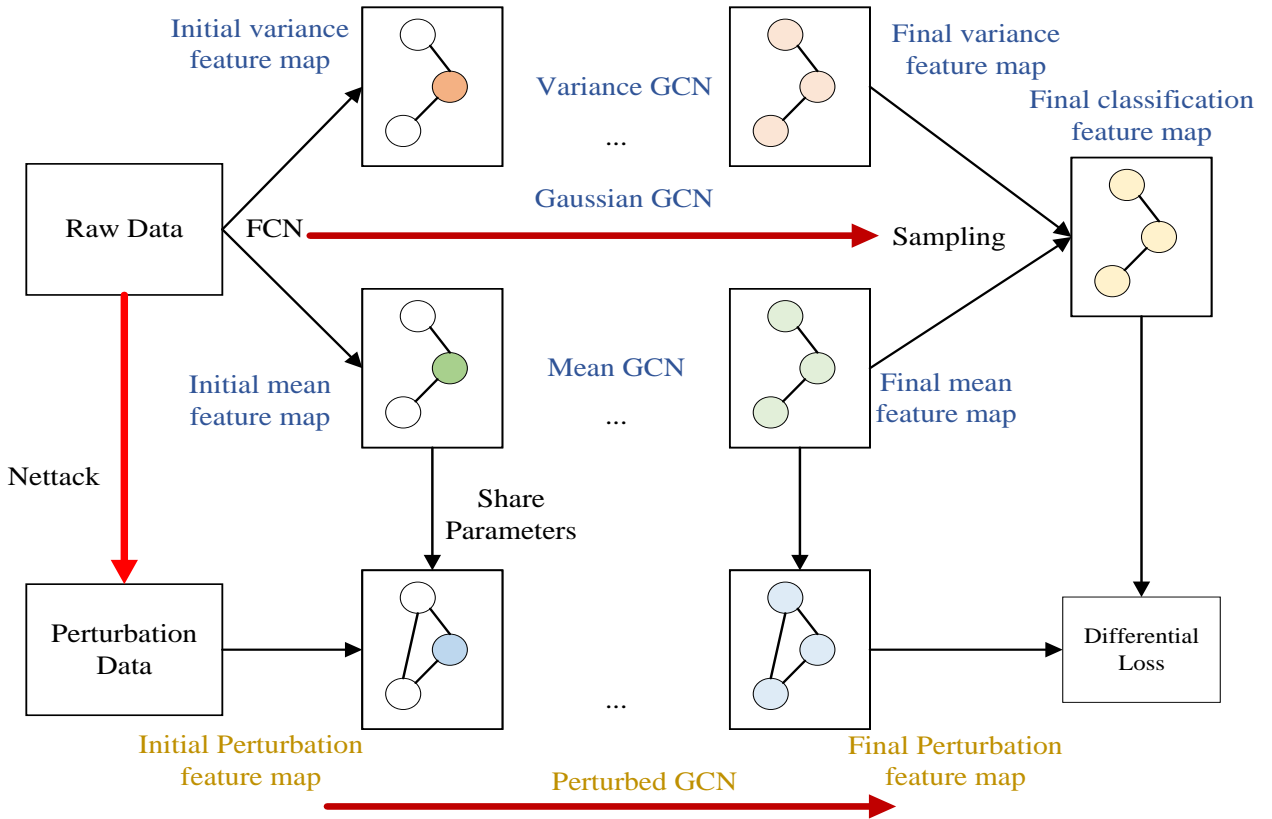 Initial variance
feature map
Variance GCN
...
Final variance
feature map
Final classification
feature map
Raw Data
FCN
Gaussian GCN
Sampling
Initial mean
feature map
Mean GCN
...
Final mean
feature map
Nettack
Share
Parameters
Perturbation
Data
...
Differential
Loss
Initial Perturbation
feature map
Perturbed GCN
Final Perturbation
feature map